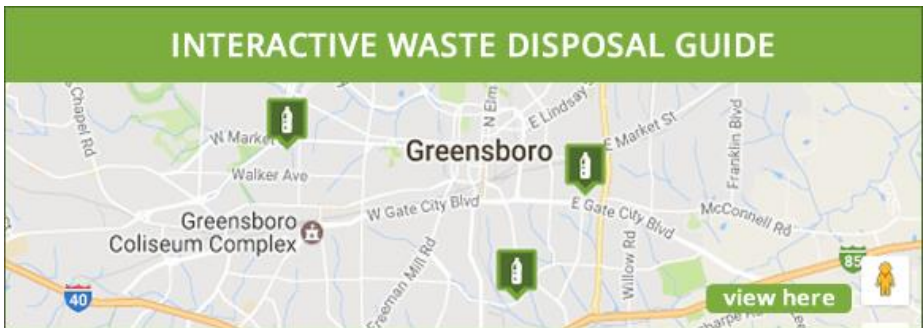 INTERACTIVE WASTE DISPOSAL GUIDE
Chapel Rd
W Market
N Elm
E Lindsay
E Market St
Franklin Blvd
Greensboro
Walker Ave
W Gate City Blvd
E Gate City Blvd
McConnell Rd
Greensboro
Coliseum Complex
Freeman Mill Rd
Willow Rd
85
40
view here